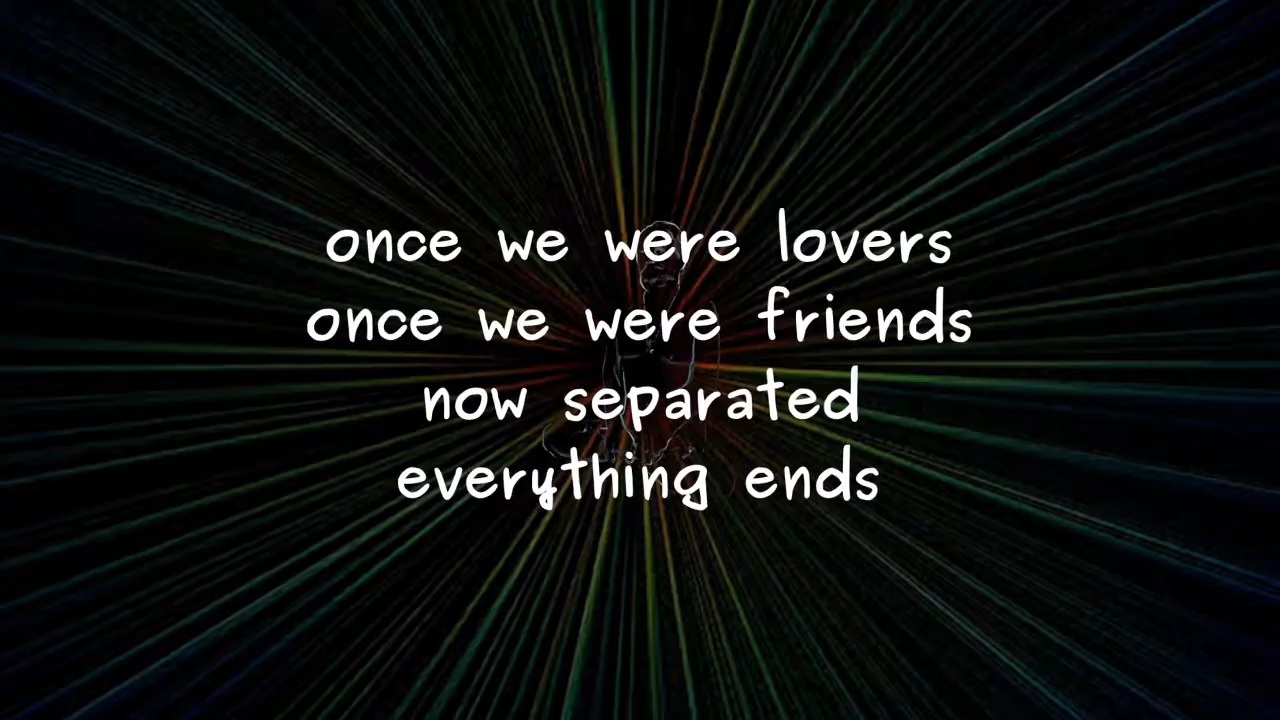 once we were lovers
once we were friends
now separated
everything ends